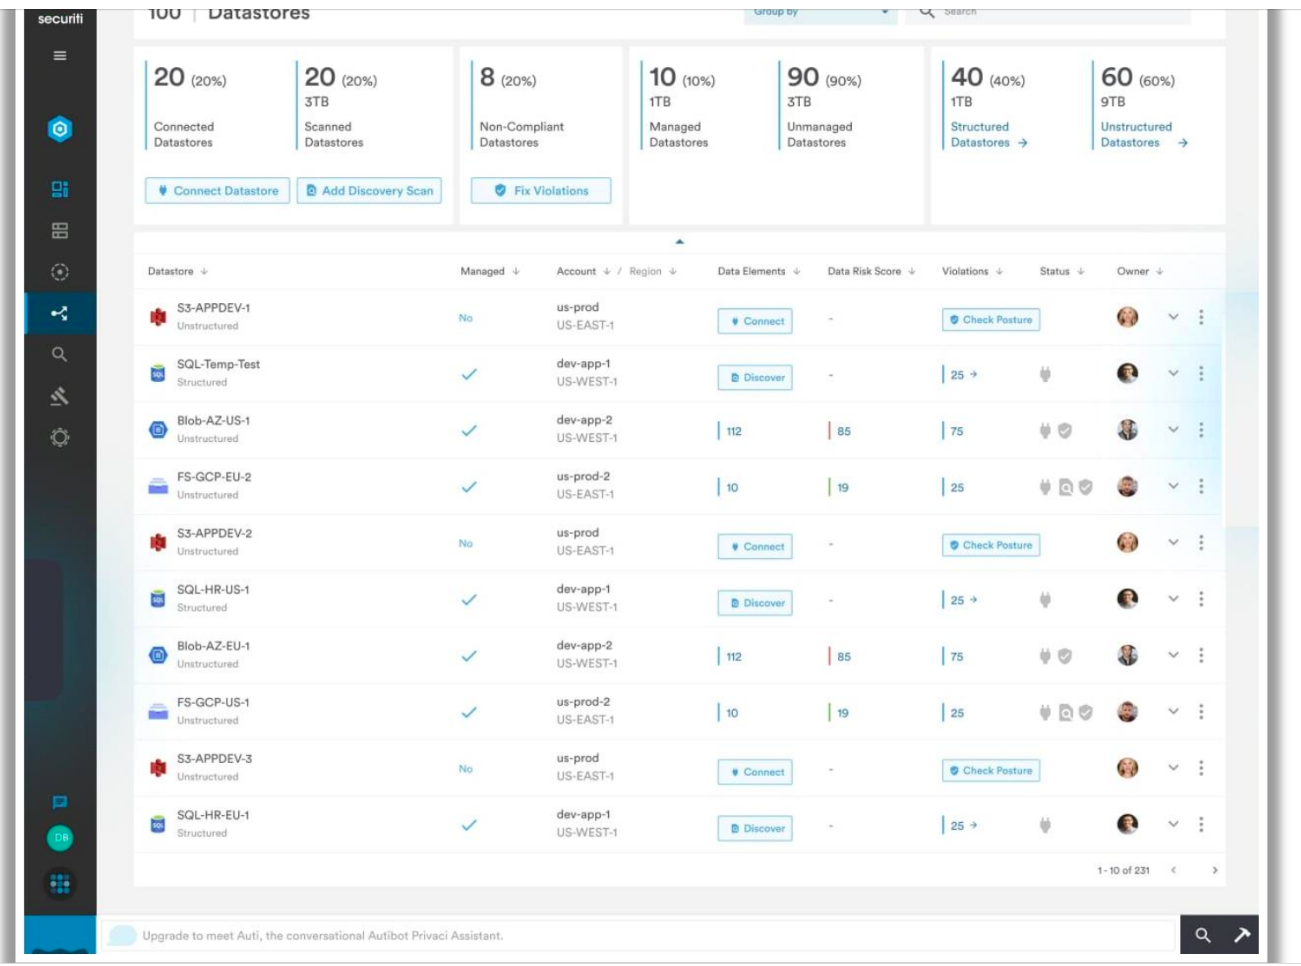 securiti
100 | Datastores
Group by
Search
20 (20%)
Connected
Datastores
20 (20%)
3TB
Scanned
Datastores
Connect Datastore
Add Discovery Scan
8 (20%)
Non-Compliant
Datastores
Fix Violations
10 (10%)
1TB
Managed
Datastores
90 (90%)
3TB
Unmanaged
Datastores
40 (40%)
1TB
Structured
Datastores →
60 (60%)
9TB
Unstructured
Datastores →
Datastore ↓ Managed ↓ Account ↓ / Region ↓ Data Elements ↓ Data Risk Score ↓ Violations ↓ Status ↓ Owner ↓
S3-APPDEV-1 No us-prod Connect - Check Posture
Unstructured US-EAST-1
SQL-Temp-Test dev-app-1 Discover - 25 →
Structured US-WEST-1
Blob-AZ-US-1 dev-app-2 112 85 75
Unstructured US-WEST-1
FS-GCP-EU-2 us-prod-2 10 19 25
Unstructured US-EAST-1
S3-APPDEV-2 No us-prod Connect - Check Posture
Unstructured US-EAST-1
SQL-HR-US-1 dev-app-1 Discover - 25 →
Structured US-WEST-1
Blob-AZ-EU-1 dev-app-2 112 85 75
Unstructured US-WEST-1
FS-GCP-US-1 us-prod-2 10 19 25
Unstructured US-EAST-1
S3-APPDEV-3 No us-prod Connect - Check Posture
Unstructured US-EAST-1
SQL-HR-EU-1 dev-app-1 Discover - 25 →
Structured US-WEST-1
DB
1 - 10 of 231 < >
Upgrade to meet Auti, the conversational Autibot Privaci Assistant.